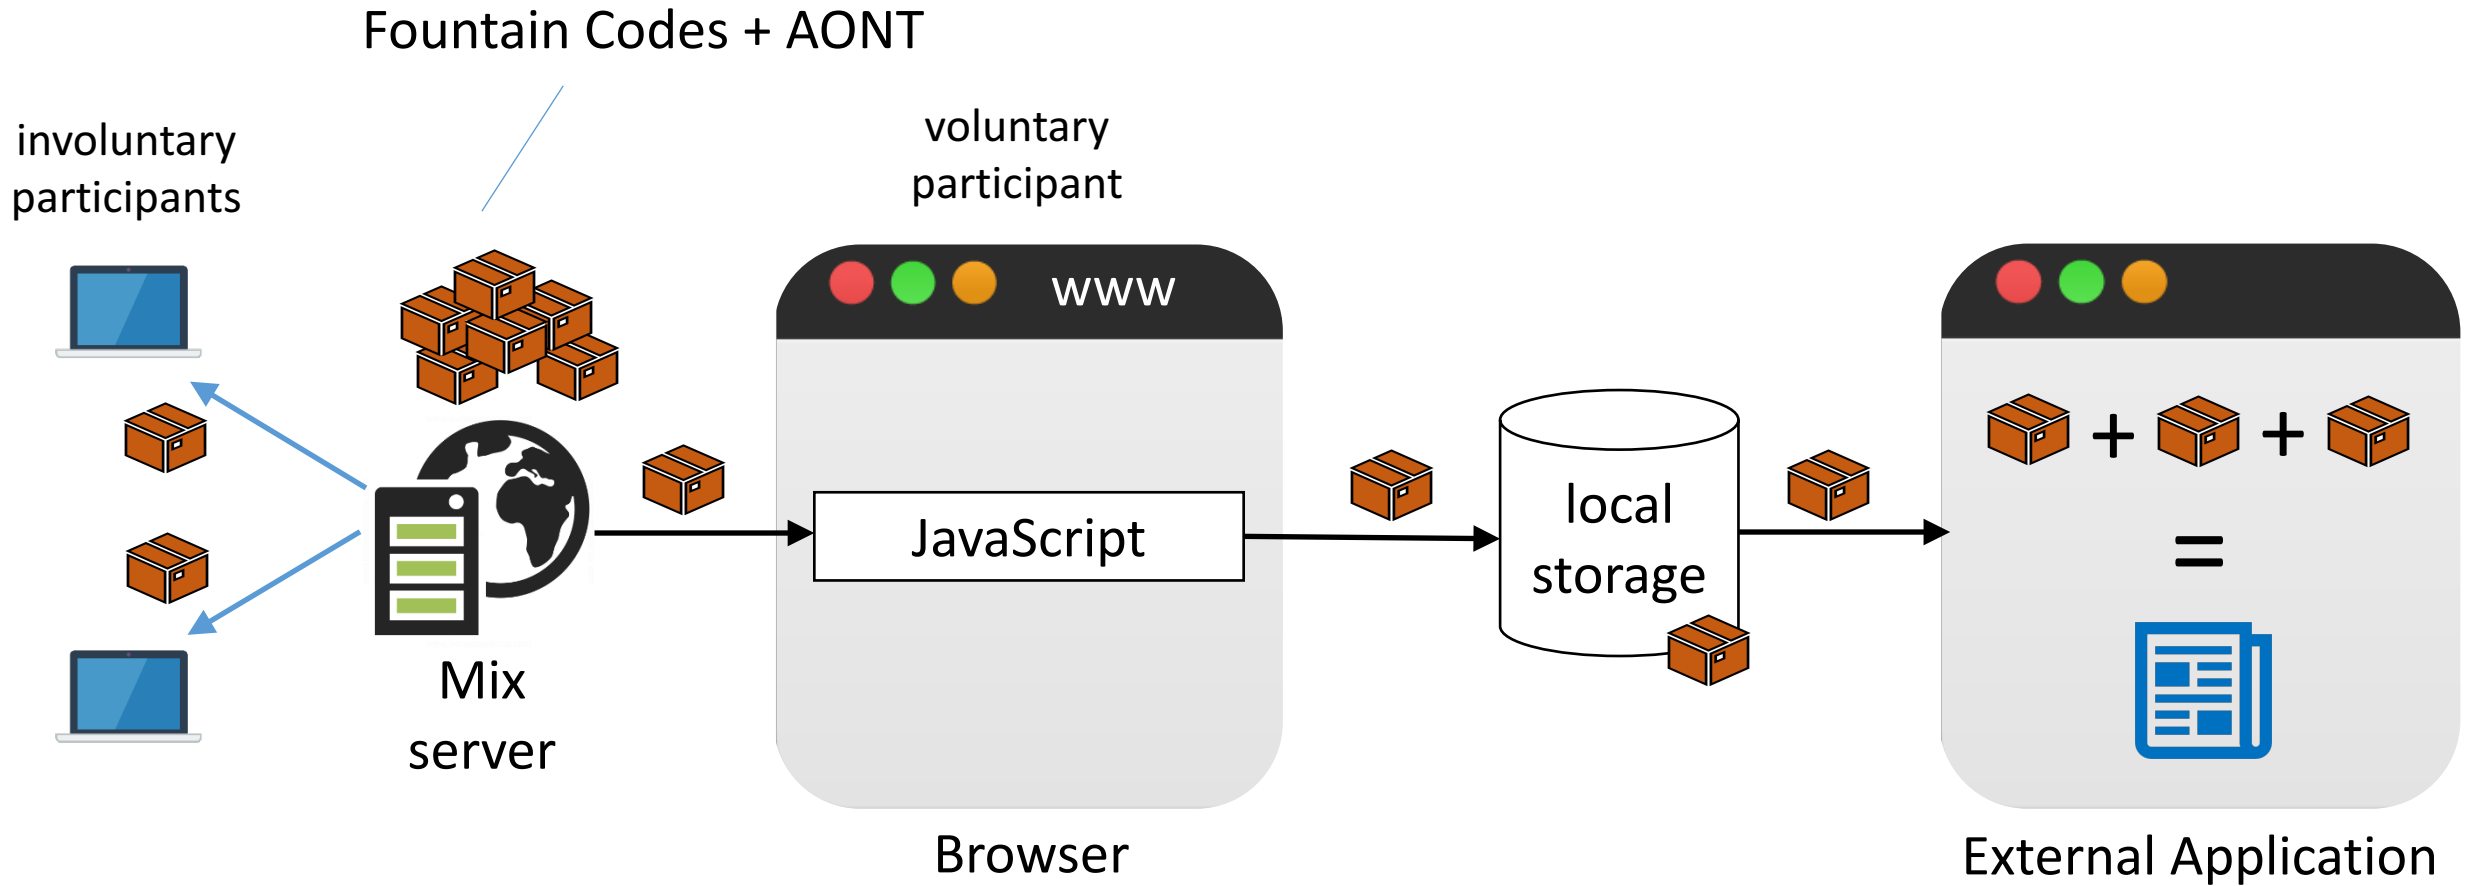 Fountain Codes + AONT
involuntary
participants
voluntary
participant
www
JavaScript
local
storage
+ +
=
Mix
server
Browser
External Application